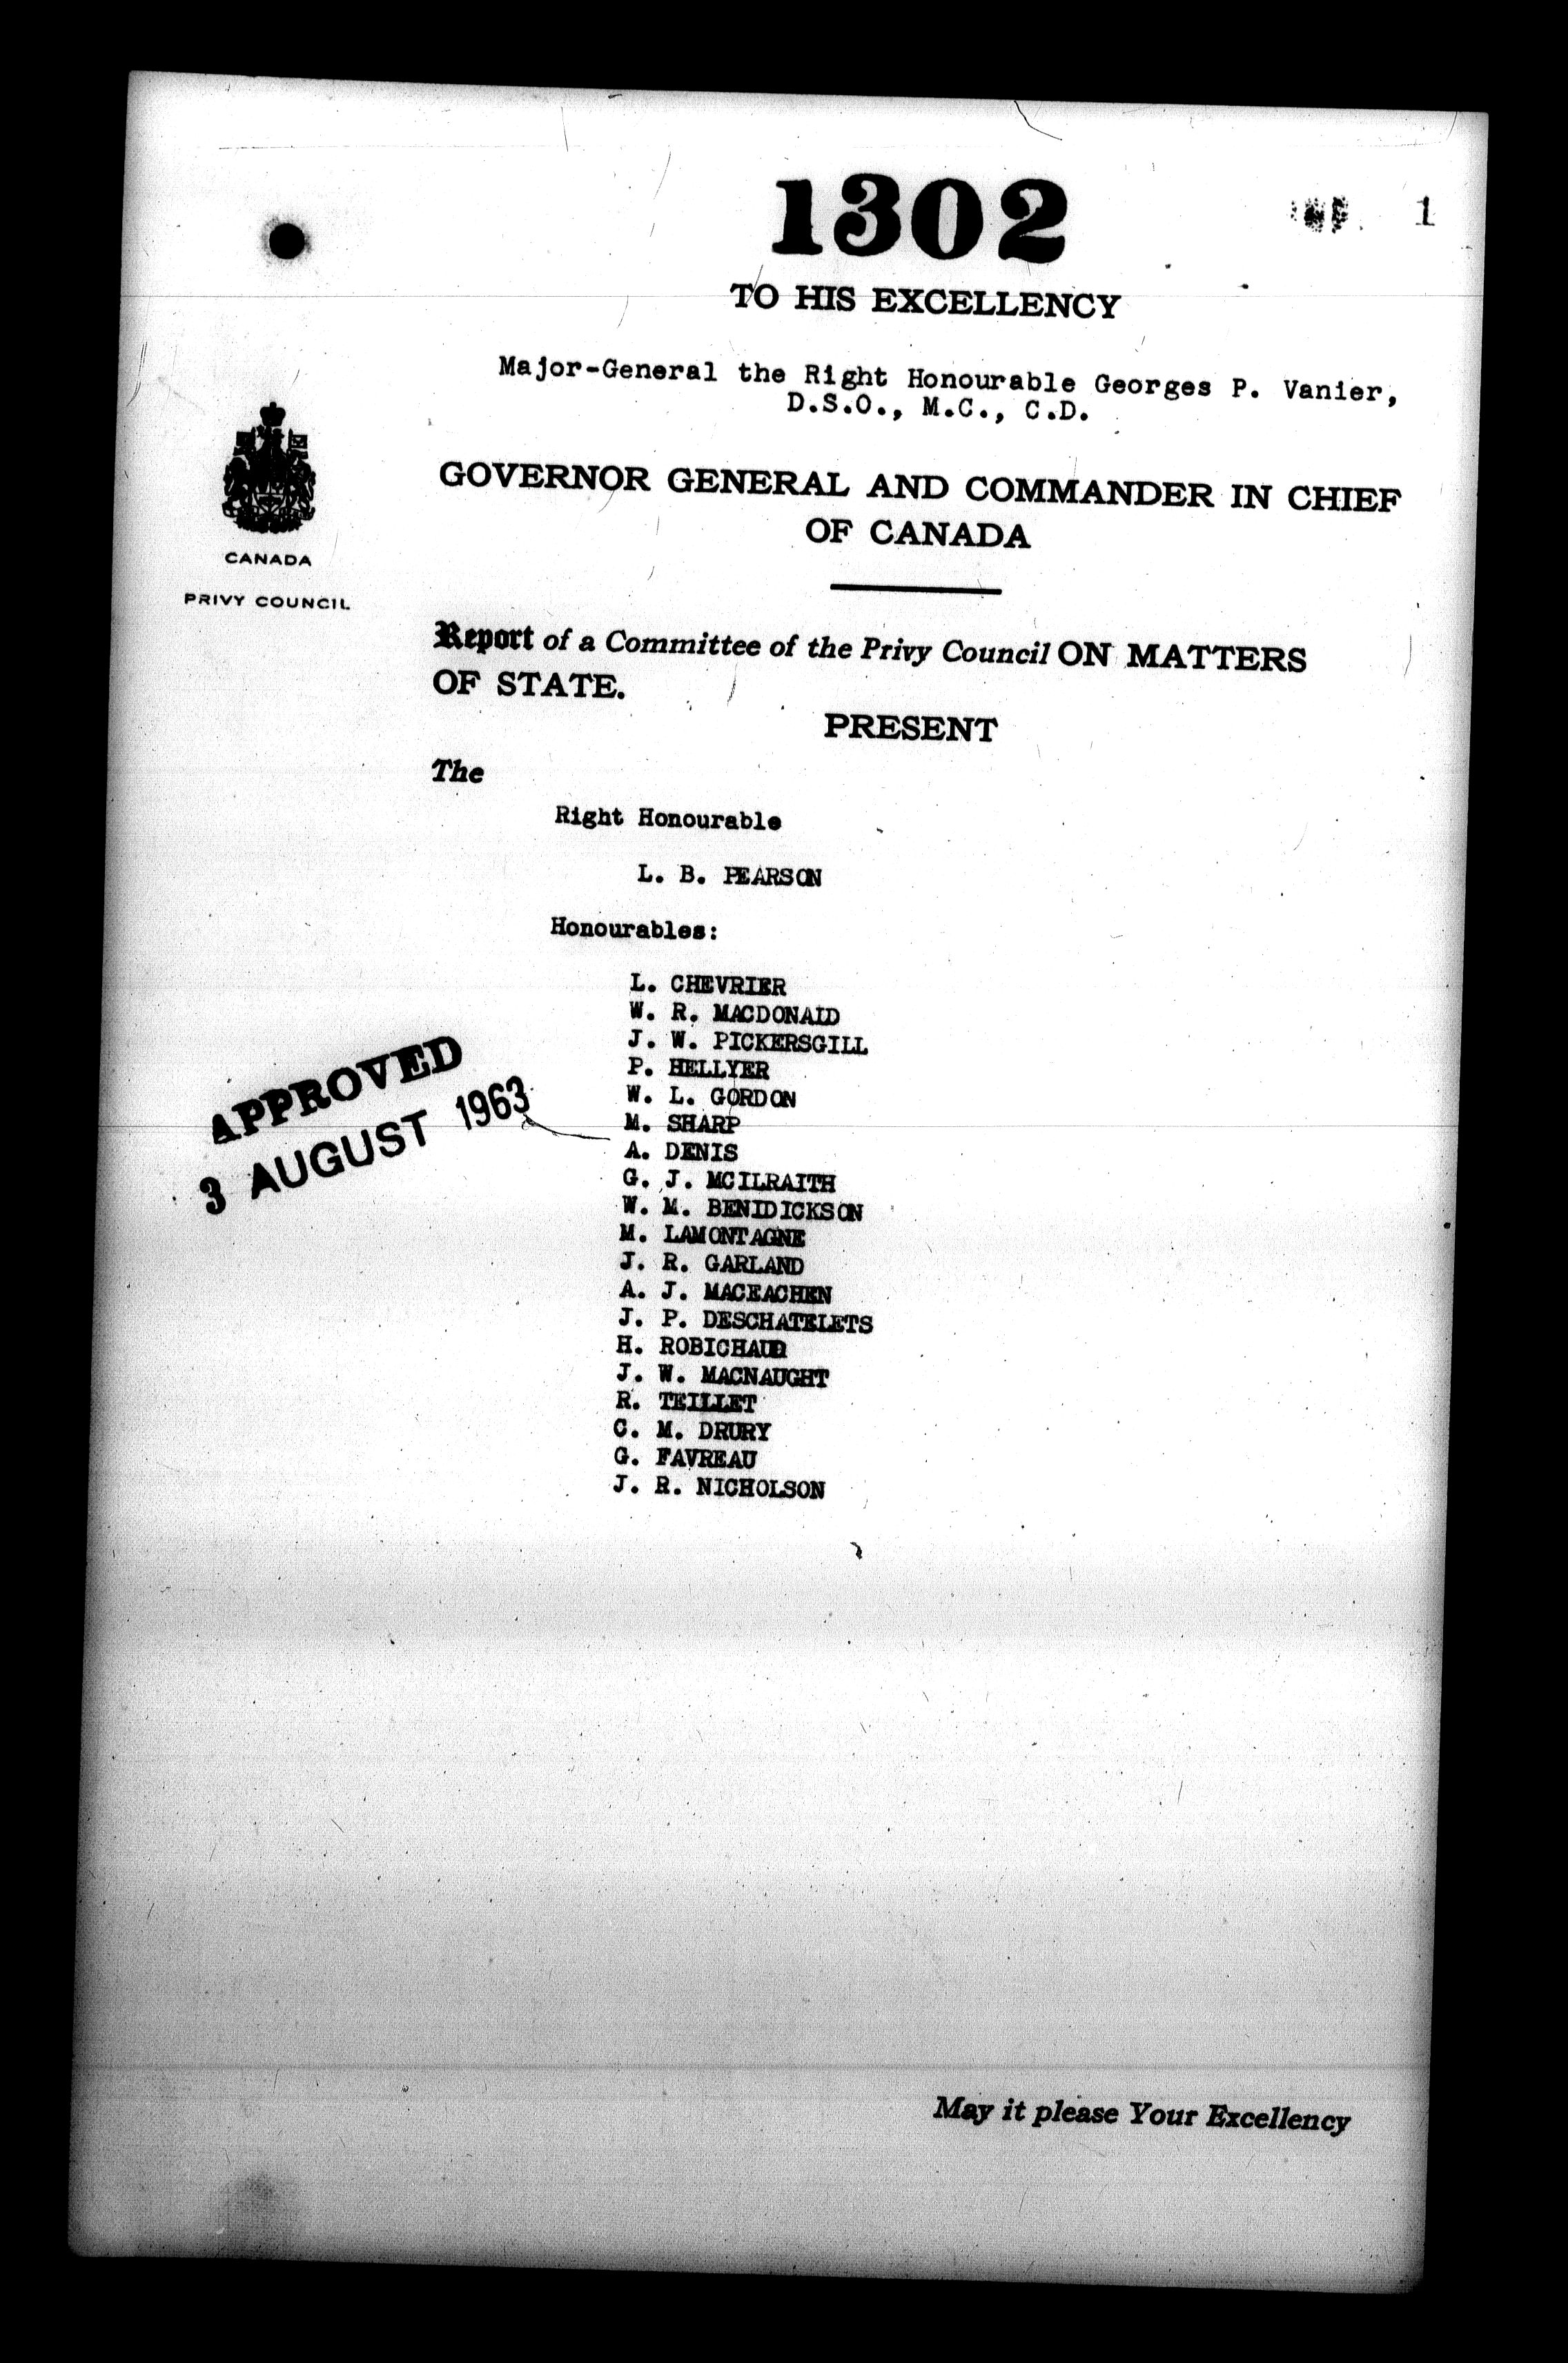 1302
1
TO HIS EXCELLENCY
Major-General the Right Honourable Georges P. Vanier,
D.S.O., M.C., C.D.
GOVERNOR GENERAL AND COMMANDER IN CHIEF
OF CANADA
CANADA
PRIVY COUNCIL
Report of a Committee of the Privy Council ON MATTERS
OF STATE.
PRESENT
The
Right Honourable
L. B. PEARSON
Honourables:
L. CHEVRIER
W. R. MACDONALD
J. W. PICKERSGILL
P. HELLYER
W. L. GORDON
M. SHARP
A. DENIS
G. J. MCILRAITH
W. M. BENIDICKSON
M. LAMONTAGNE
J. R. GARLAND
A. J. MACEACHEN
J. P. DESCHATELETS
H. ROBICHAUD
J. W. MACNAUGHT
R. TEILLET
C. M. DRURY
G. FAVREAU
J. R. NICHOLSON
APPROVED
3 AUGUST 1963
May it please Your Excellency